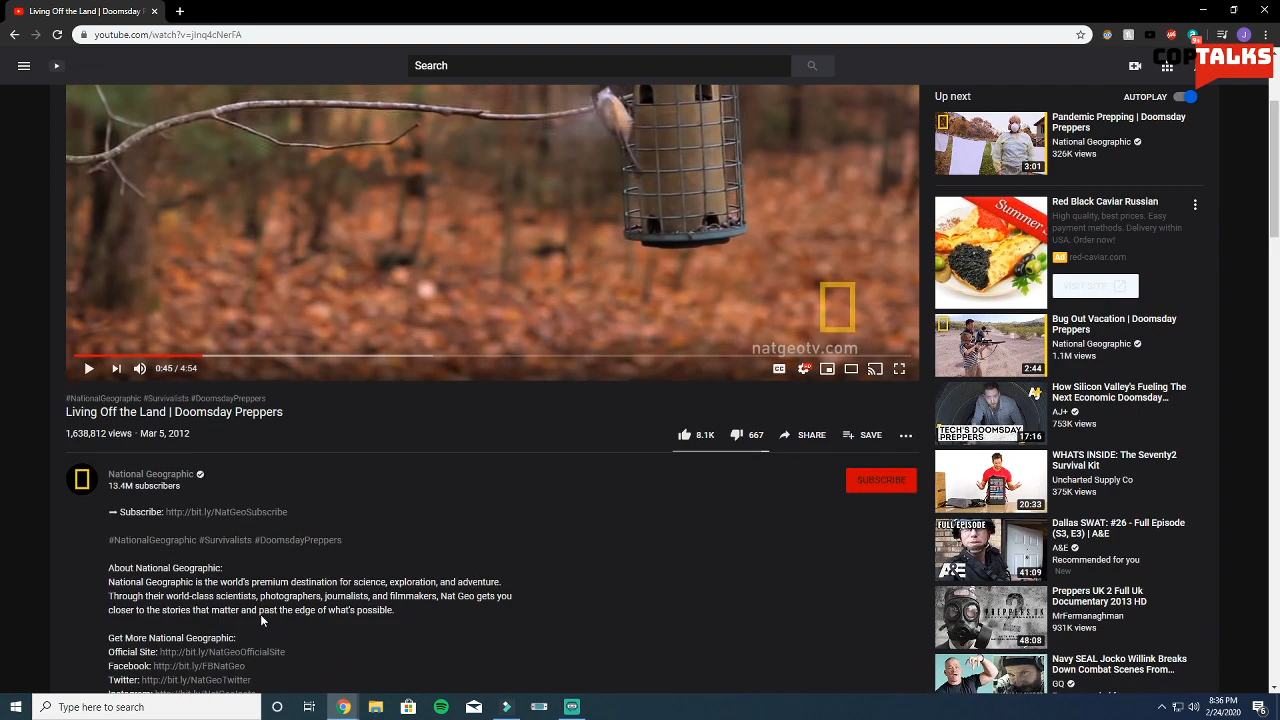 Living Off the Land | Doomsday P
youtube.com/watch?v=jInq4cNerFA
J
9+
COPTALKS
Search
Up next
AUTOPLAY
Pandemic Prepping | Doomsday
Preppers
National Geographic
326K views
3:01
Summer S
Red Black Caviar Russian
High quality, best prices. Easy
payment methods. Delivery within
USA. Order now!
Ad red-caviar.com
VISIT SITE
natgeotv.com
0:45 / 4:54
CC
HD
Bug Out Vacation | Doomsday
Preppers
National Geographic
1.1M views
2:44
#NationalGeographic #Survivalists #DoomsdayPreppers
Living Off the Land | Doomsday Preppers
1,638,812 views • Mar 5, 2012
8.1K
667
SHARE
SAVE
How Silicon Valley's Fueling The
Next Economic Doomsday...
AJ+
753K views
TECH'S DOOMSDAY
PREPPERS
17:16
National Geographic
13.4M subscribers
SUBSCRIBE
WHATS INSIDE: The Seventy2
Survival Kit
Uncharted Supply Co
375K views
20:33
➡ Subscribe: http://bit.ly/NatGeoSubscribe
#NationalGeographic #Survivalists #DoomsdayPreppers
About National Geographic:
National Geographic is the world's premium destination for science, exploration, and adventure.
Through their world-class scientists, photographers, journalists, and filmmakers, Nat Geo gets you
closer to the stories that matter and past the edge of what's possible.
Get More National Geographic:
Official Site: http://bit.ly/NatGeoOfficialSite
Facebook: http://bit.ly/FBNatGeo
Twitter: http://bit.ly/NatGeoTwitter
FULL EPISODE
A&E
41:09
Dallas SWAT: #26 - Full Episode
(S3, E3) | A&E
A&E
Recommended for you
New
PREPPERS UK
2
48:08
Preppers UK 2 Full Uk
Documentary 2013 HD
MrFermanaghman
931K views
Navy SEAL Jocko Willink Breaks
Down Combat Scenes From...
GQ
Type here to search
8:36 PM
2/24/2020
6